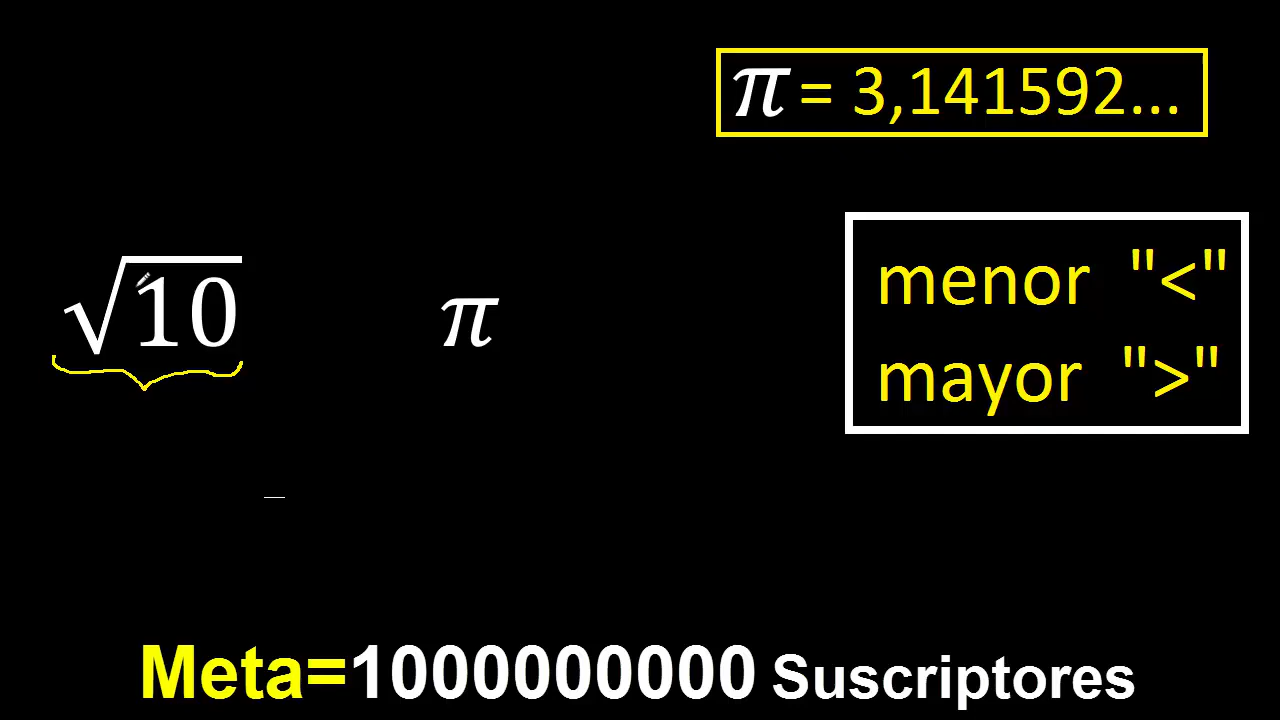 π = 3,141592...
√10 π
menor "<"
mayor ">"
Meta=1000000000 Suscriptores